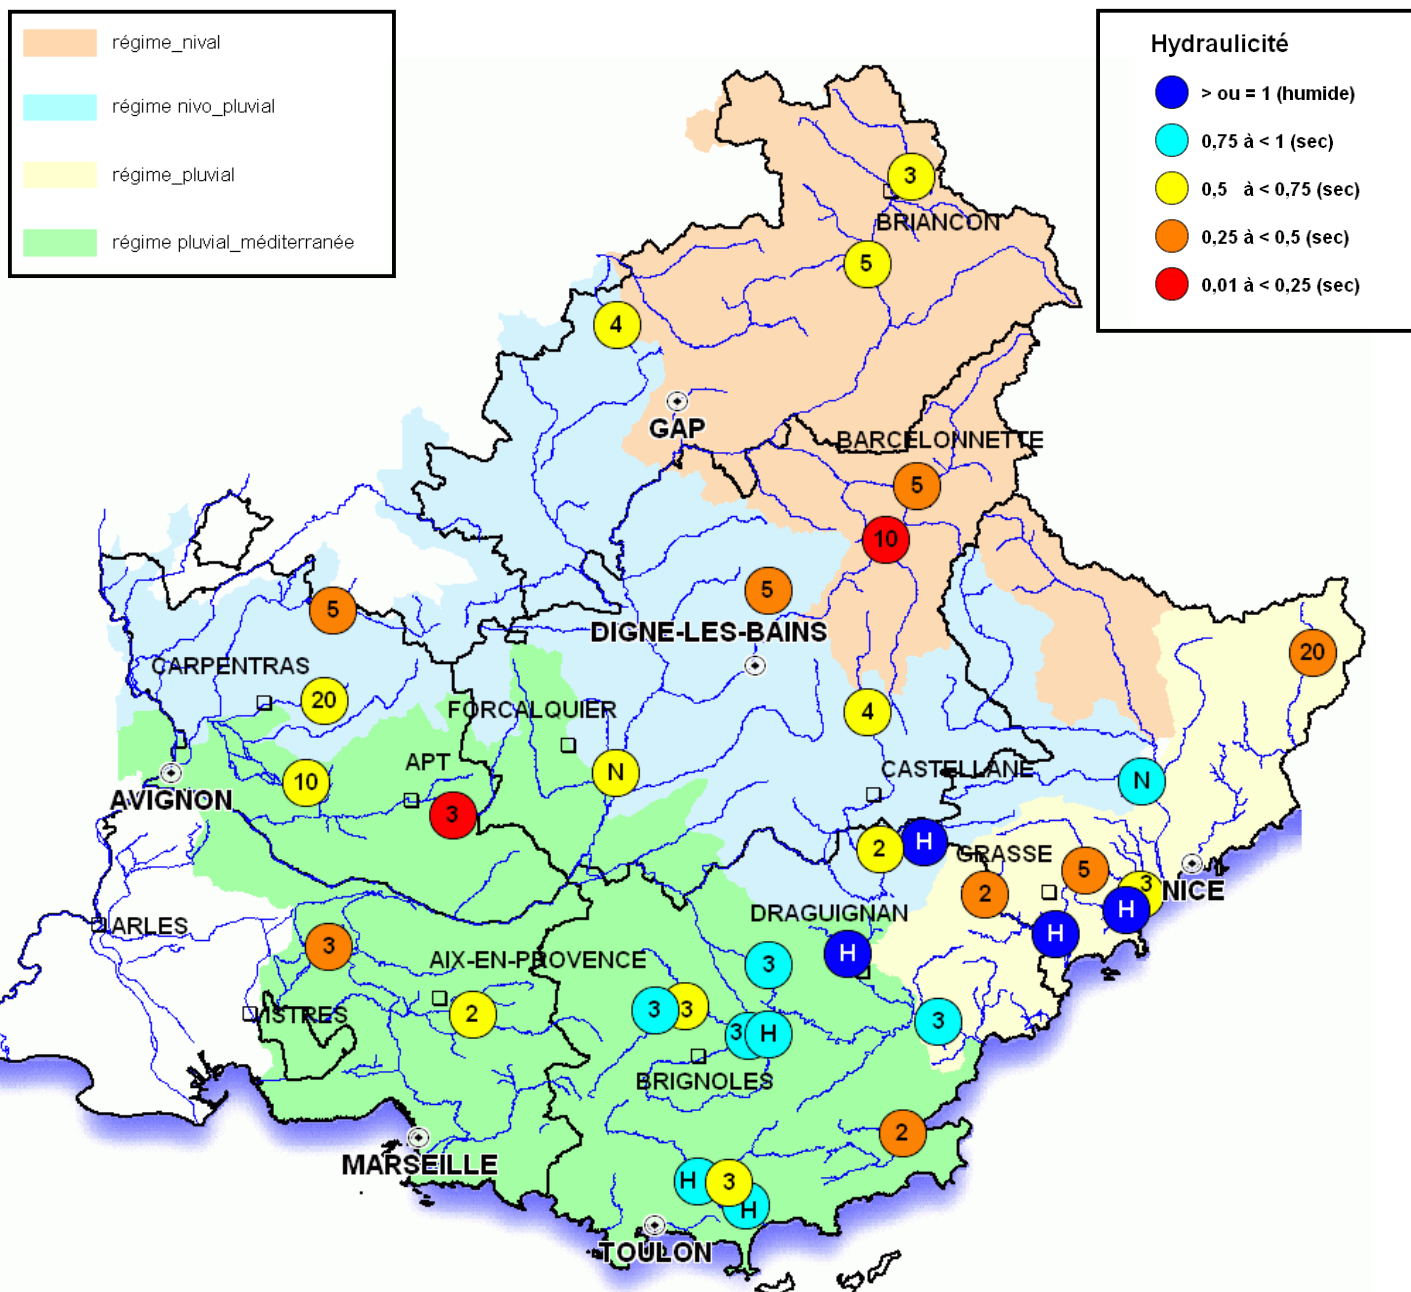 régime_nival
régime nivo_pluvial
régime_pluvial
régime pluvial_méditerranée
Hydraulicité
> ou = 1 (humide)
0,75 à < 1 (sec)
0,5 à < 0,75 (sec)
0,25 à < 0,5 (sec)
0,01 à < 0,25 (sec)
3
BRIANCON
5
4
GAP
BARCELONNETTE
5
10
5
5
DIGNE-LES-BAINS
20
CARPENTRAS
20
FORCALQUIER
4
APT
N
CASTELLANE
N
10
AVIGNON
3
2
H
GRASSE
5
3
NICE
2
H
ARLES
DRAGUIGNAN
H
H
3
AIX-EN-PROVENCE
3
ISTRES
2
3
3
3
H
3
BRIGNOLES
2
MARSEILLE
H
3
H
TOULON